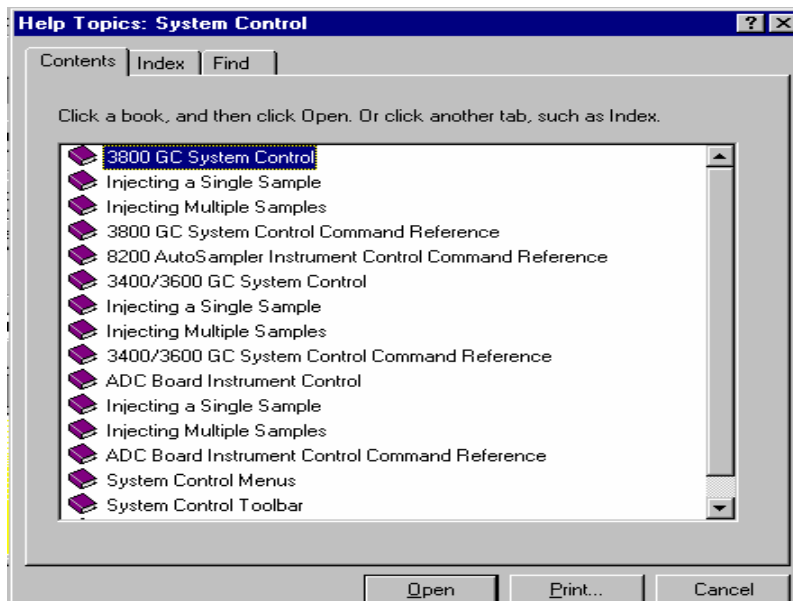 Help Topics: System Control
Contents Index Find
Click a book, and then click Open. Or click another tab, such as Index.
3800 GC System Control
Injecting a Single Sample
Injecting Multiple Samples
3800 GC System Control Command Reference
8200 AutoSampler Instrument Control Command Reference
3400/3600 GC System Control
Injecting a Single Sample
Injecting Multiple Samples
3400/3600 GC System Control Command Reference
ADC Board Instrument Control
Injecting a Single Sample
Injecting Multiple Samples
ADC Board Instrument Control Command Reference
System Control Menus
System Control Toolbar
Open Print... Cancel